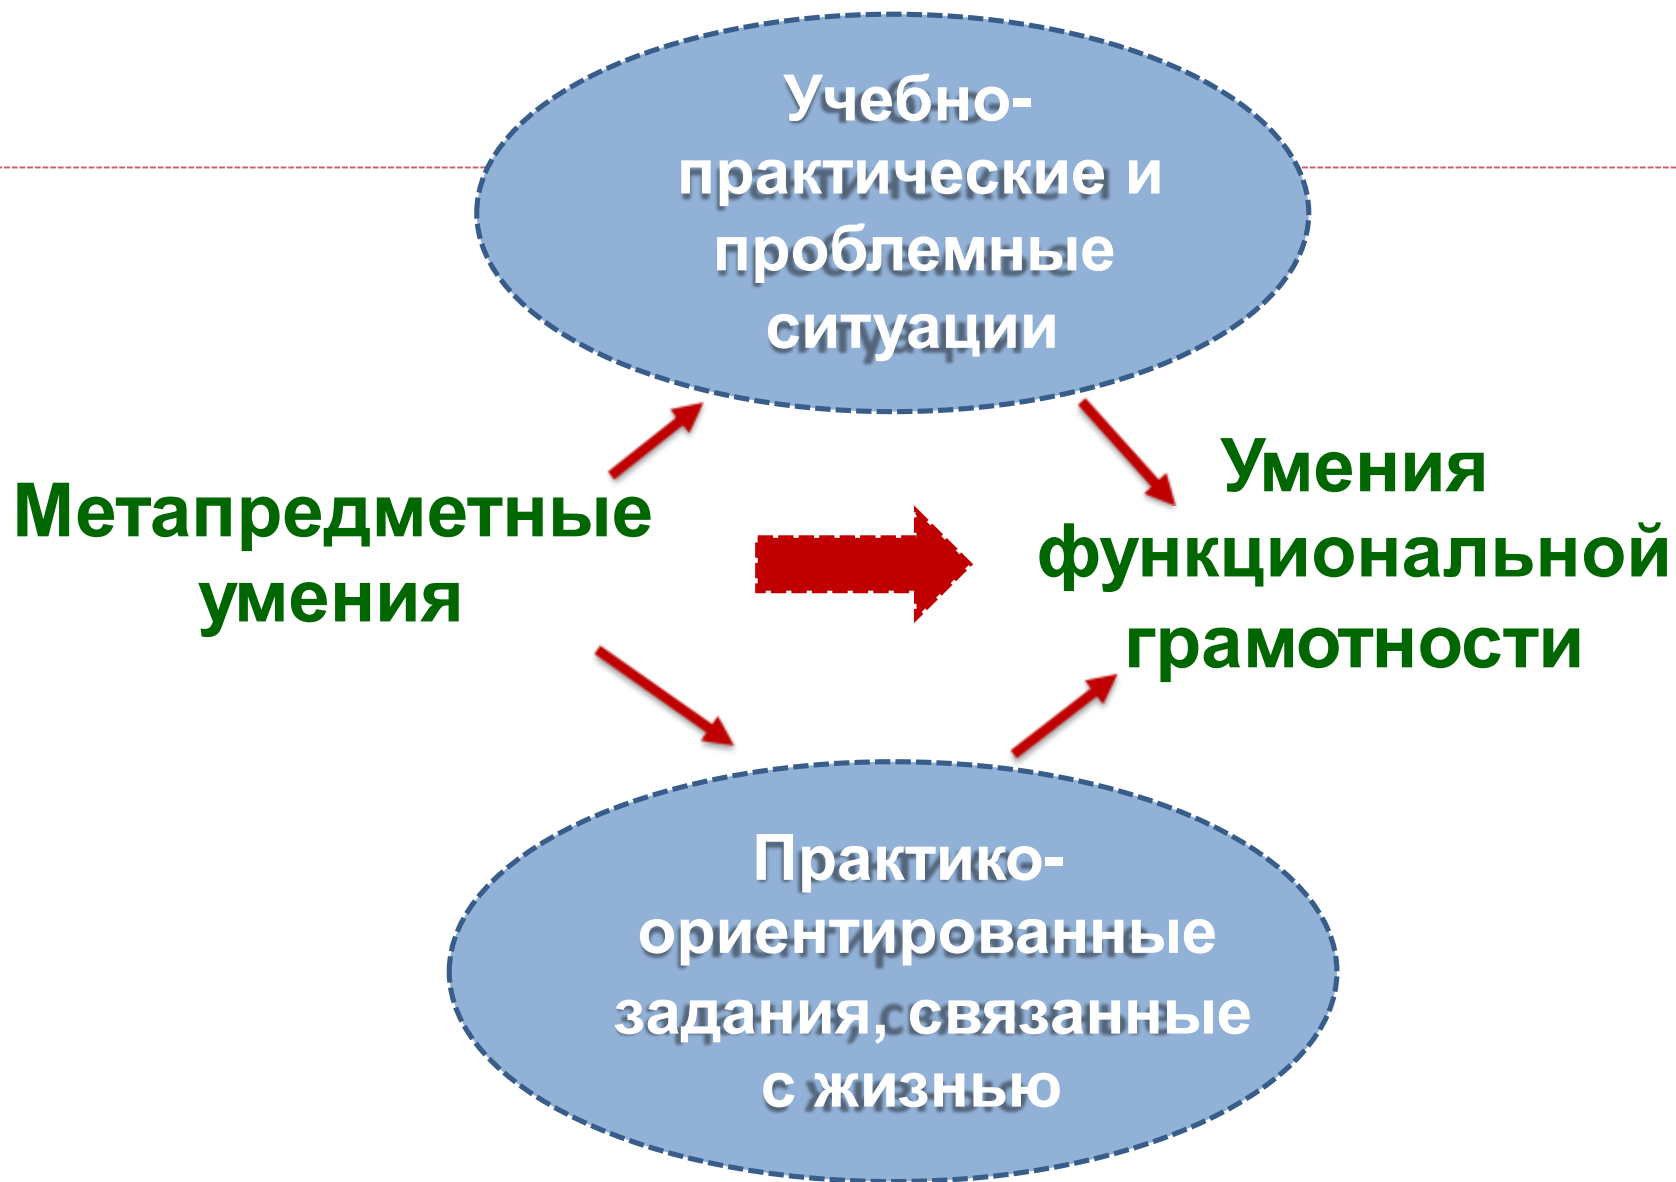 Учебно-
практические и
проблемные
ситуации
Метапредметные
умения
Умения
функциональной
грамотности
Практико-
ориентированные
задания, связанные
с жизнью